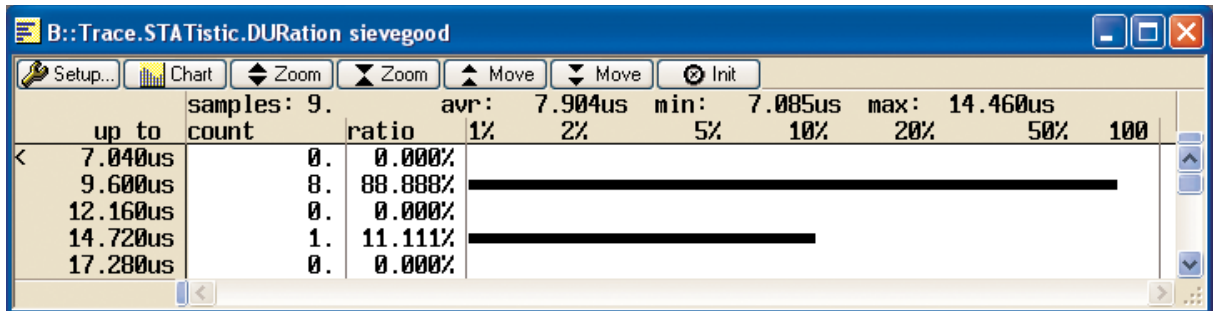 B::Trace.STATistic.DURation sievegood
Setup... Chart Zoom Zoom Move Move Init
samples: 9. avr: 7.904us min: 7.085us max: 14.460us
up to count ratio 1% 2% 5% 10% 20% 50% 100
< 7.040us 0. 0.000%
9.600us 8. 88.888%
12.160us 0. 0.000%
14.720us 1. 11.111%
17.280us 0. 0.000%